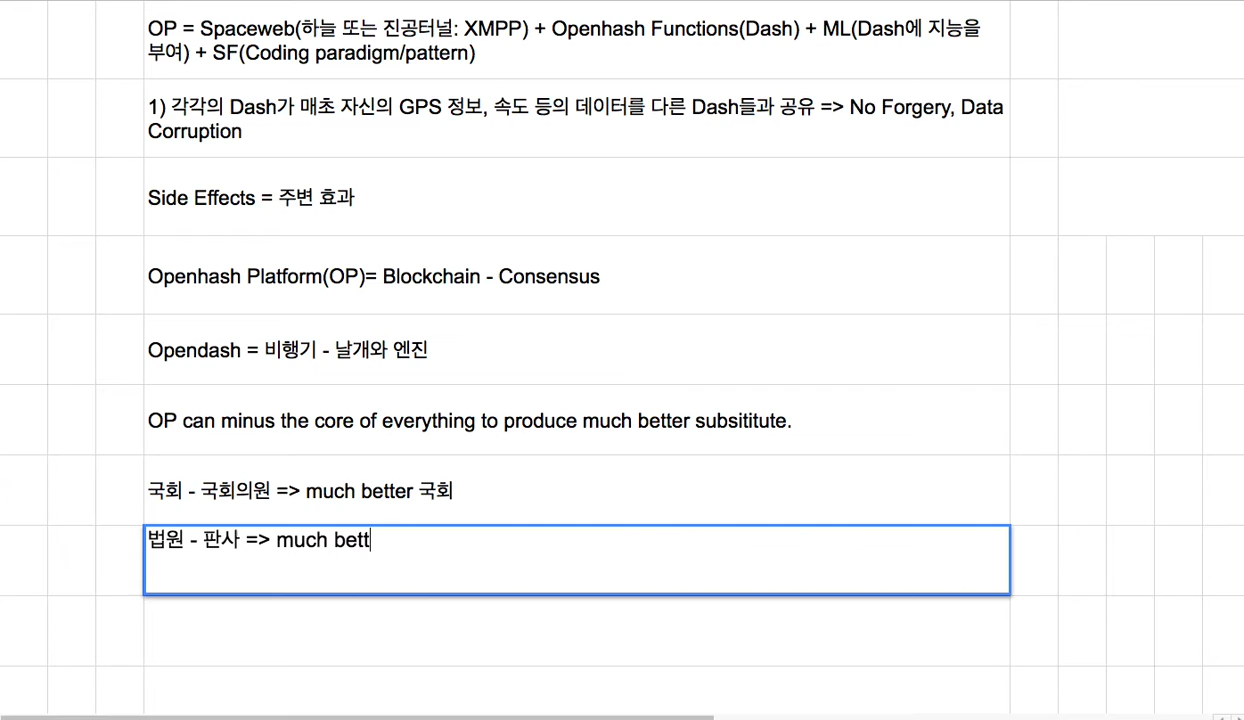 OP = Spaceweb(하늘 또는 진공터널: XMPP) + Openhash Functions(Dash) + ML(Dash에 지능을
부여) + SF(Coding paradigm/pattern)
1) 각각의 Dash가 매초 자신의 GPS 정보, 속도 등의 데이터를 다른 Dash들과 공유 => No Forgery, Data
Corruption
Side Effects = 주변 효과
Openhash Platform(OP)= Blockchain - Consensus
Opendash = 비행기 - 날개와 엔진
OP can minus the core of everything to produce much better subsititute.
국회 - 국회의원 => much better 국회
법원 - 판사 => much bett